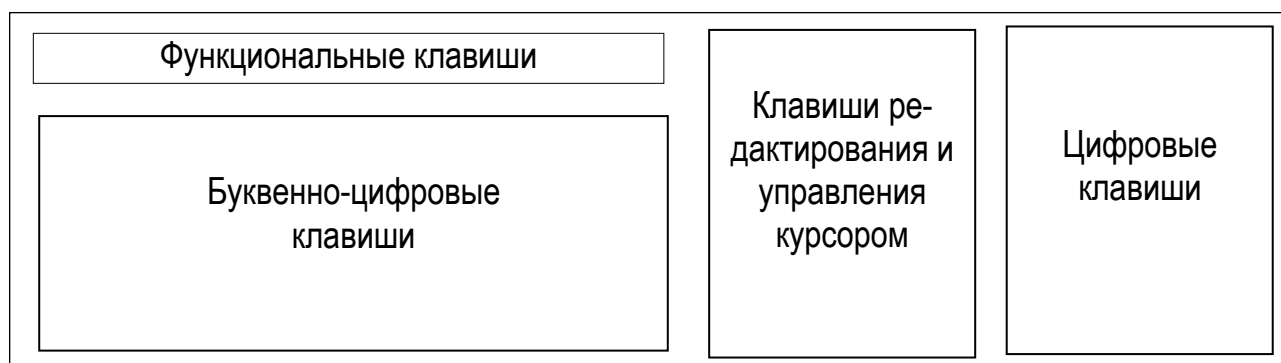 Функциональные клавиши
Буквенно-цифровые
клавиши
Клавиши ре-
дактирования и
управления
курсором
Цифровые
клавиши